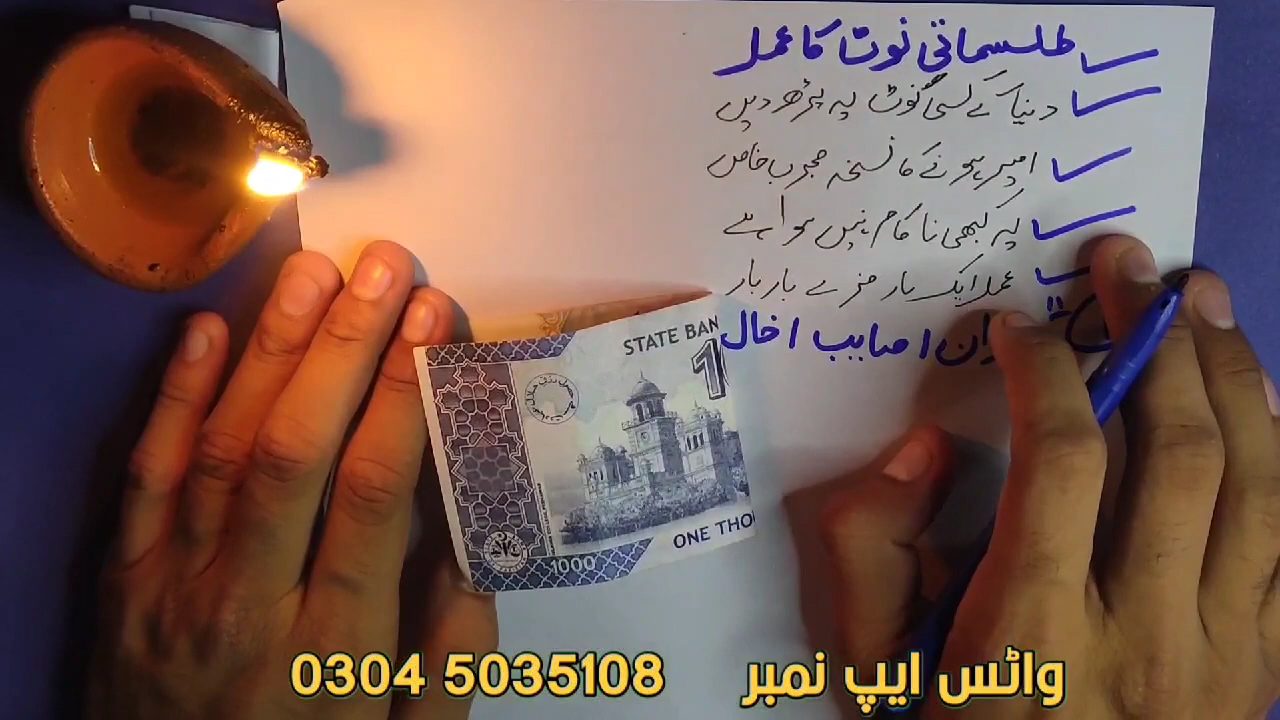 طلسماتی نوٹ کا عمل
دنیا کے کسی نوٹ پہ پڑھ دیں
امیر ہونے کا نسخہ مجرب خاص
یہ کبھی ناکام نہیں ہوا ہے
عمل ایک بار مزے بار بار
STATE BAN
1
1000
ONE THO
0304 5035108 واٹس ایپ نمبر